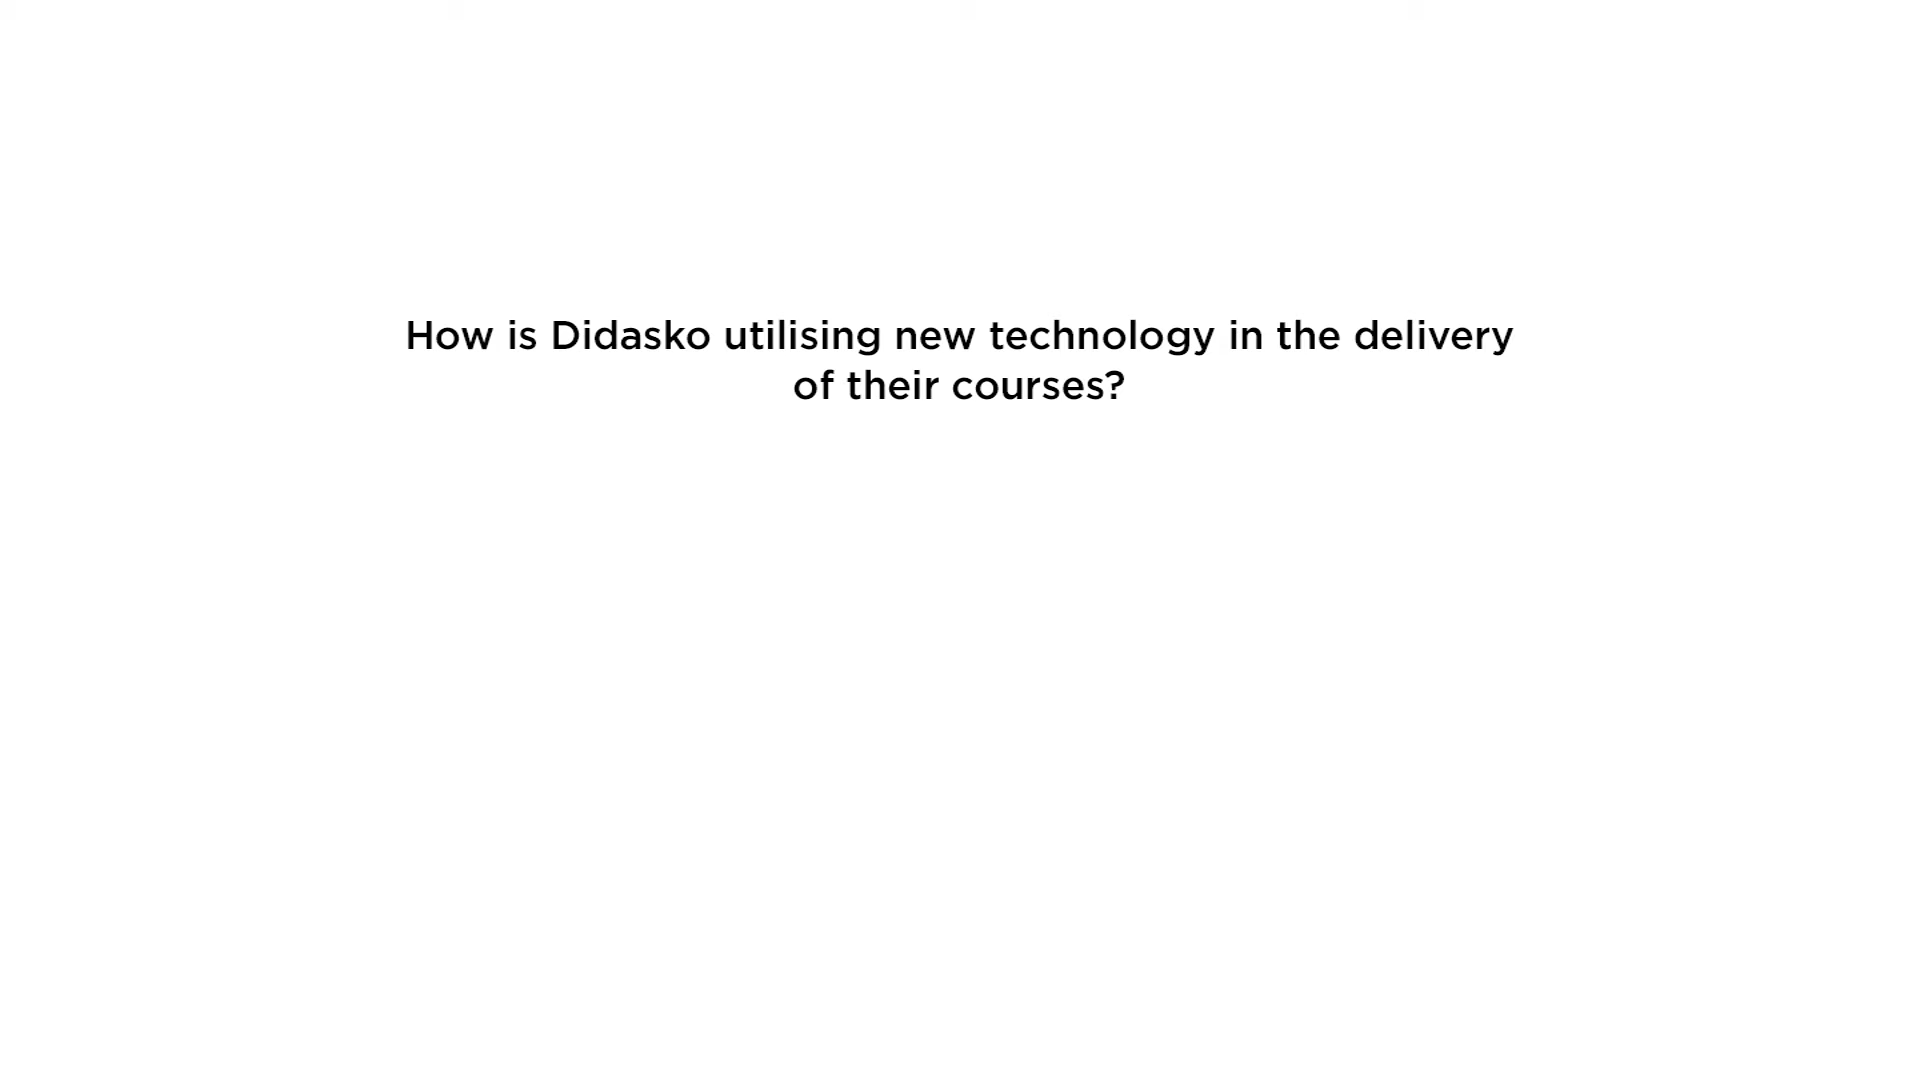 How is Didasko utilising new technology in the delivery
of their courses?